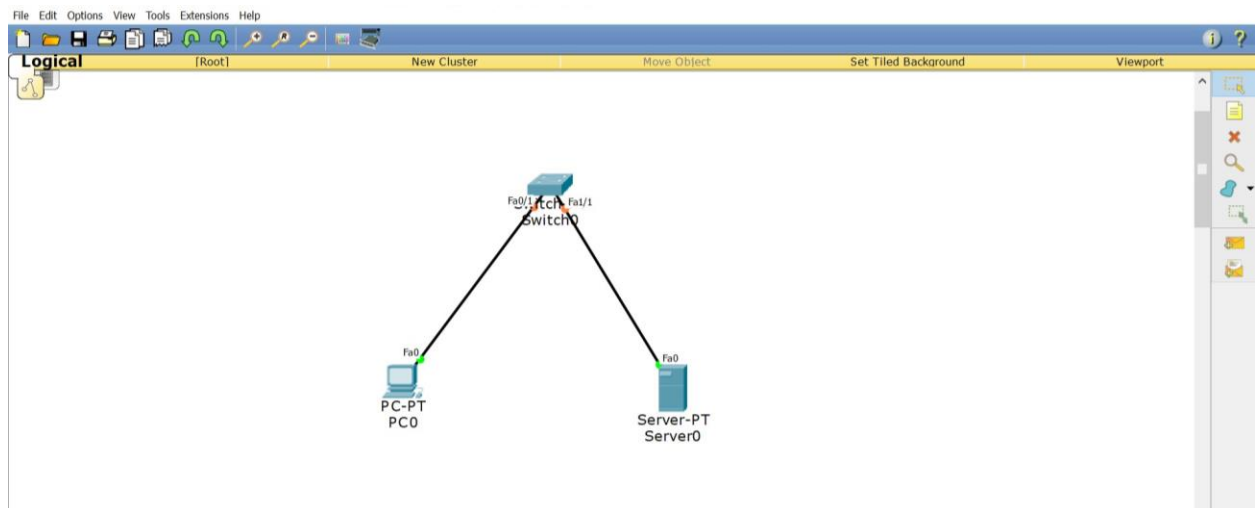 File Edit Options View Tools Extensions Help
Logical [Root] New Cluster Move Object Set Tiled Background Viewport
Fa0/1 Fa1/1
Switch0
Fa0
PC-PT
PC0
Fa0
Server-PT
Server0